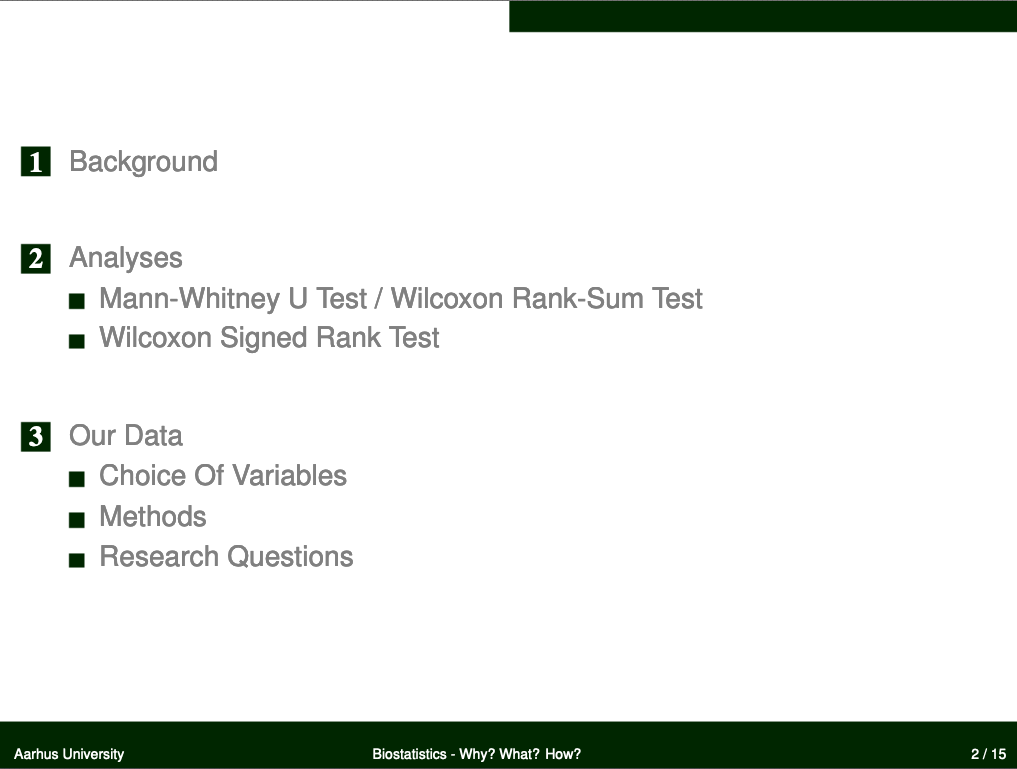 1 Background
2 Analyses
Mann-Whitney U Test / Wilcoxon Rank-Sum Test
Wilcoxon Signed Rank Test
3 Our Data
Choice Of Variables
Methods
Research Questions
Aarhus University Biostatistics - Why? What? How? 2 / 15